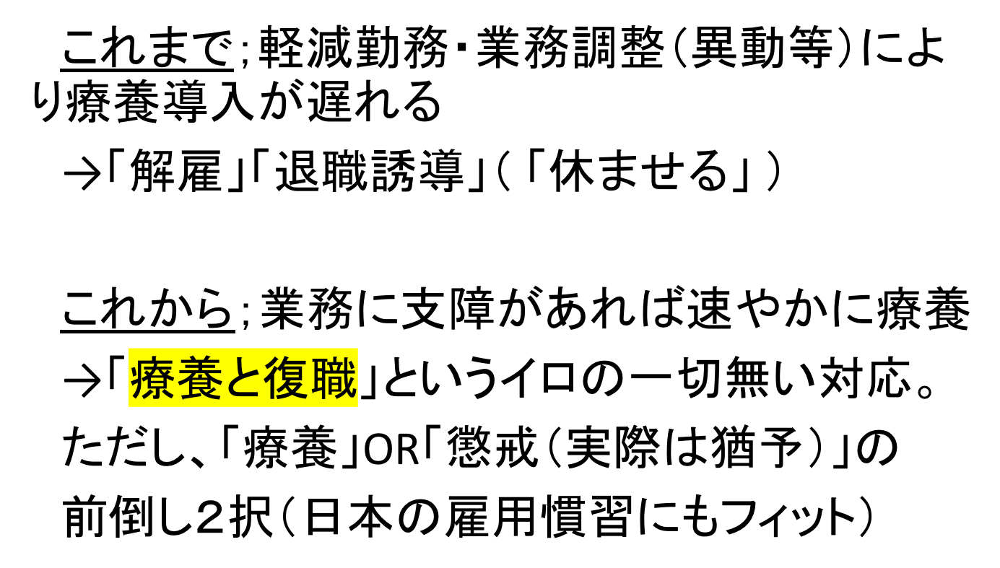 これまで;軽減勤務・業務調整(異動等)によ
り療養導入が遅れる
→「解雇」「退職誘導」(「休ませる」)
これから;業務に支障があれば速やかに療養
→「療養と復職」というイロの一切無い対応。
ただし、「療養」OR「懲戒(実際は猶予)」の
前倒し２択(日本の雇用慣習にもフィット)